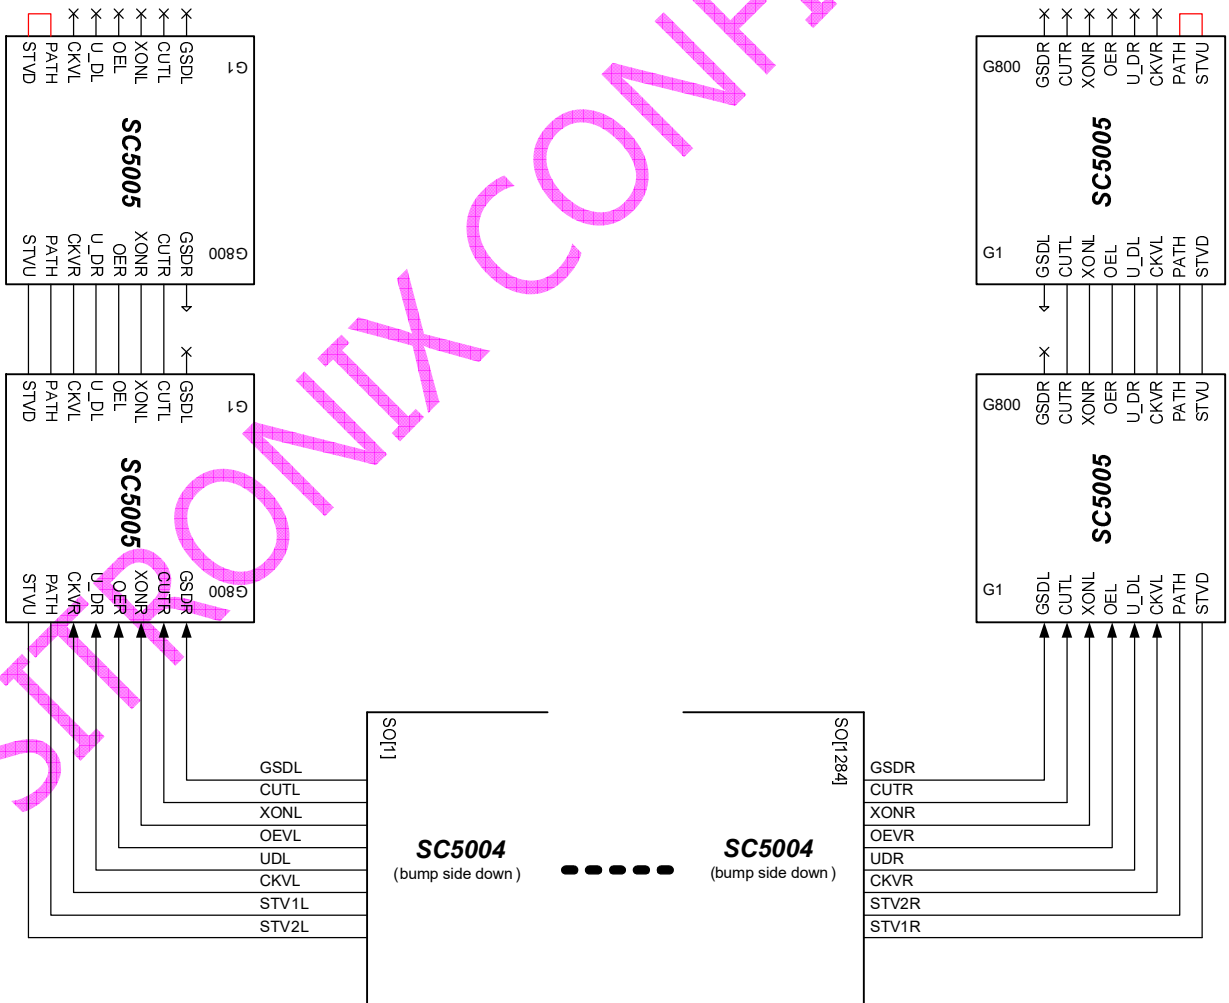 STVD PATH CKVL U_DL OEL XONL CUTL GSDL
G1
SC5005
STVU PATH CKVR U_DR OER XONR CUTR GSDR
G800
STVD PATH CKVL U_DL OEL XONL CUTL GSDL
G1
SC5005
STVU PATH CKVR U_DR OER XONR CUTR GSDR
G800
GSDR CUTR XONR OER U_DR CKVR PATH STVU
G800
SC5005
G1
GSDL CUTL XONL OEL U_DL CKVL PATH STVD
GSDR CUTR XONR OER U_DR CKVR PATH STVU
G800
SC5005
G1
GSDL CUTL XONL OEL U_DL CKVL PATH STVD
SO[1]
GSDL
CUTL
XONL
OEVL
UDL
CKVL
STV1L
STV2L
SC5004
(bump side down)
SO[1284]
SC5004
(bump side down)
GSDR
CUTR
XONR
OEVR
UDR
CKVR
STV2R
STV1R
SITRONIX